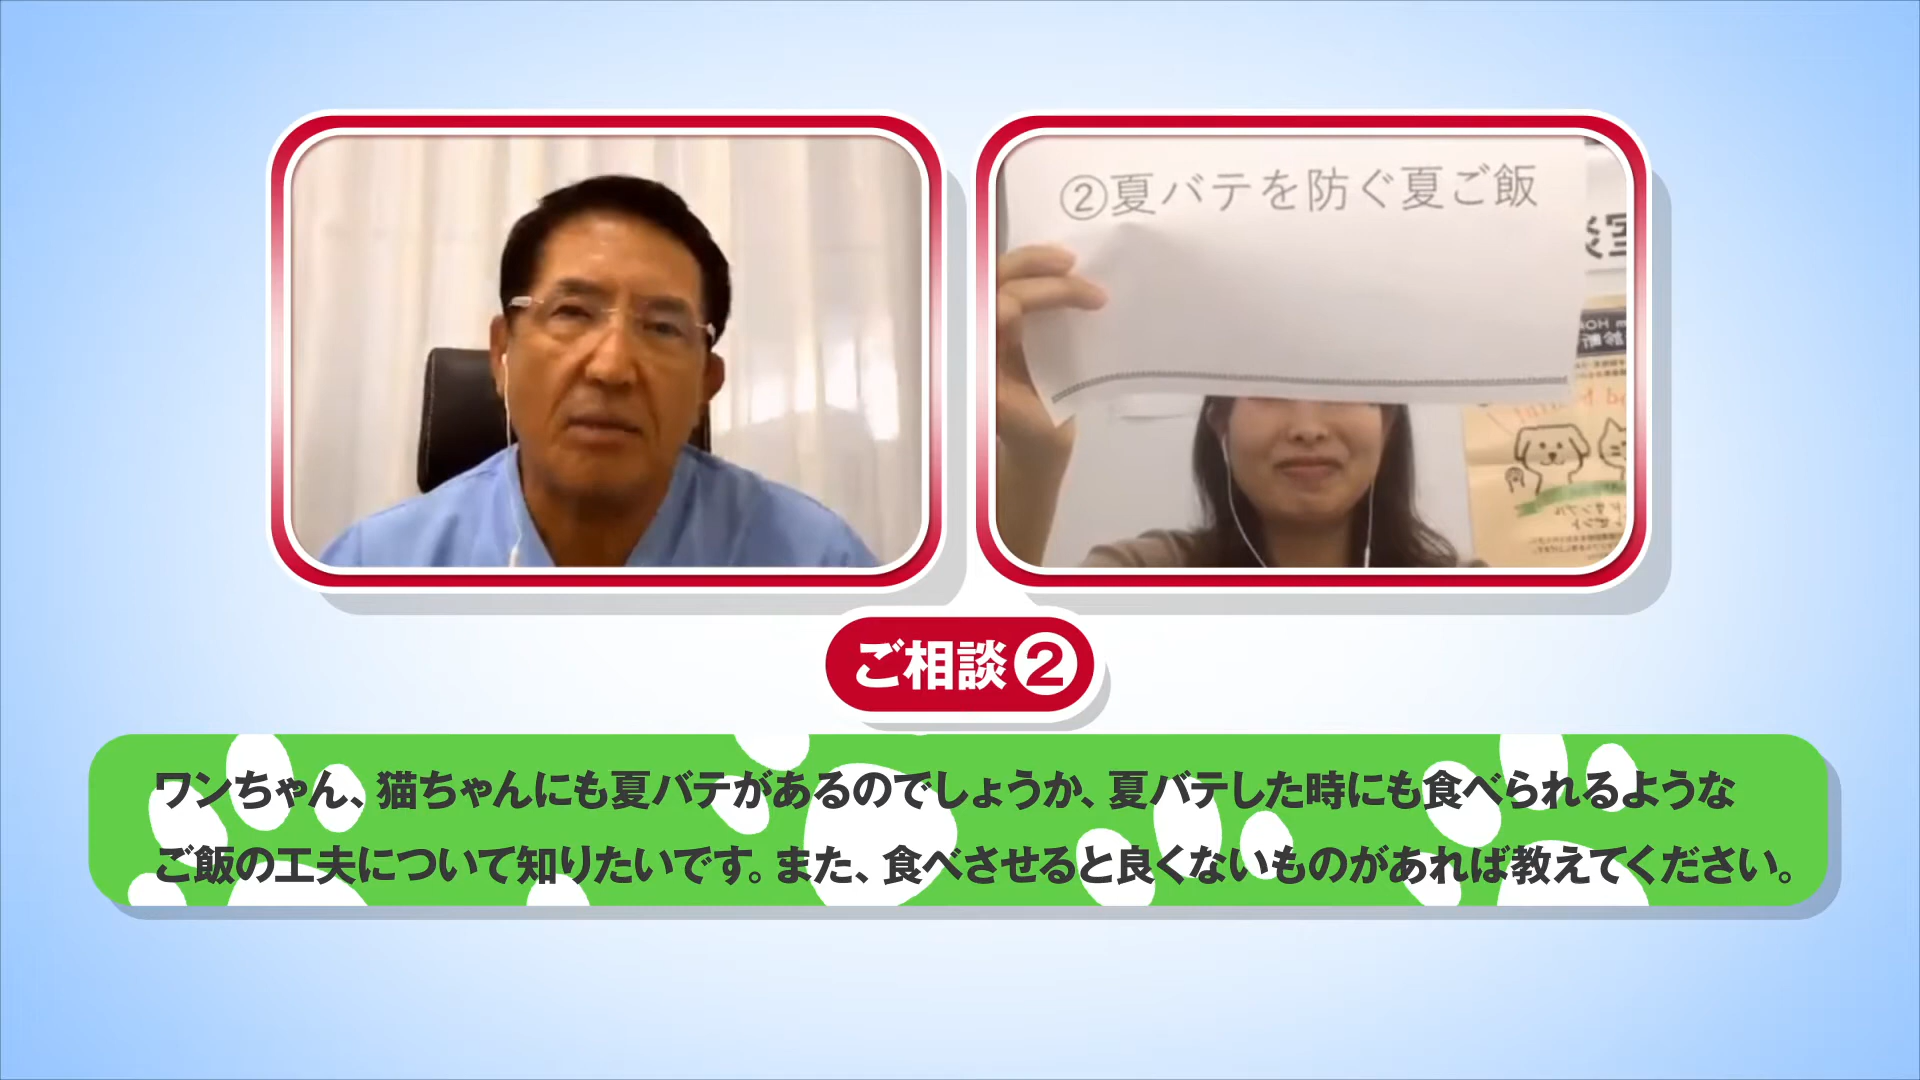 ②夏バテを防ぐ夏ご飯
ご相談②
ワンちゃん、猫ちゃんにも夏バテがあるのでしょうか、夏バテした時にも食べられるような
ご飯の工夫について知りたいです。また、食べさせると良くないものがあれば教えてください。